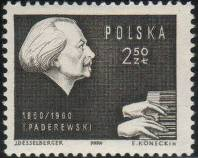 POLSKA
2 50
ZŁ
1860/1960
I. PADEREWSKI
J.DESSELBERGER
E. KONECKI